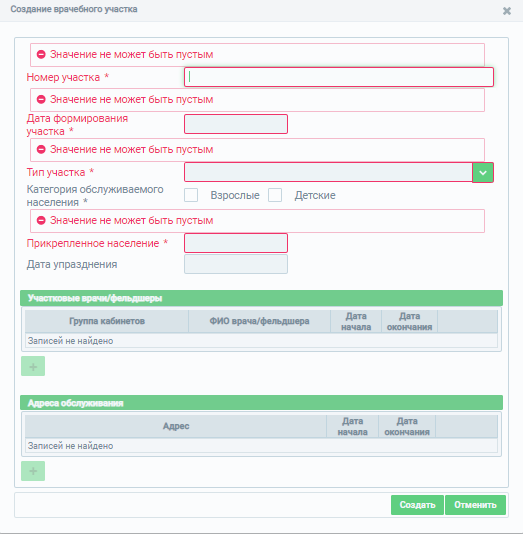 Создание врачебного участка
Значение не может быть пустым
Номер участка *
Значение не может быть пустым
Дата формирования
участка *
Значение не может быть пустым
Тип участка *
Категория обслуживаемого
населения *
Взрослые
Детские
Значение не может быть пустым
Прикрепленное население *
Дата упразднения
Участковые врачи/фельдшеры
Группа кабинетов
ФИО врача/фельдшера
Дата
начала
Дата
окончания
Записей не найдено
+
Адреса обслуживания
Адрес
Дата
начала
Дата
окончания
Записей не найдено
+
Создать
Отменить